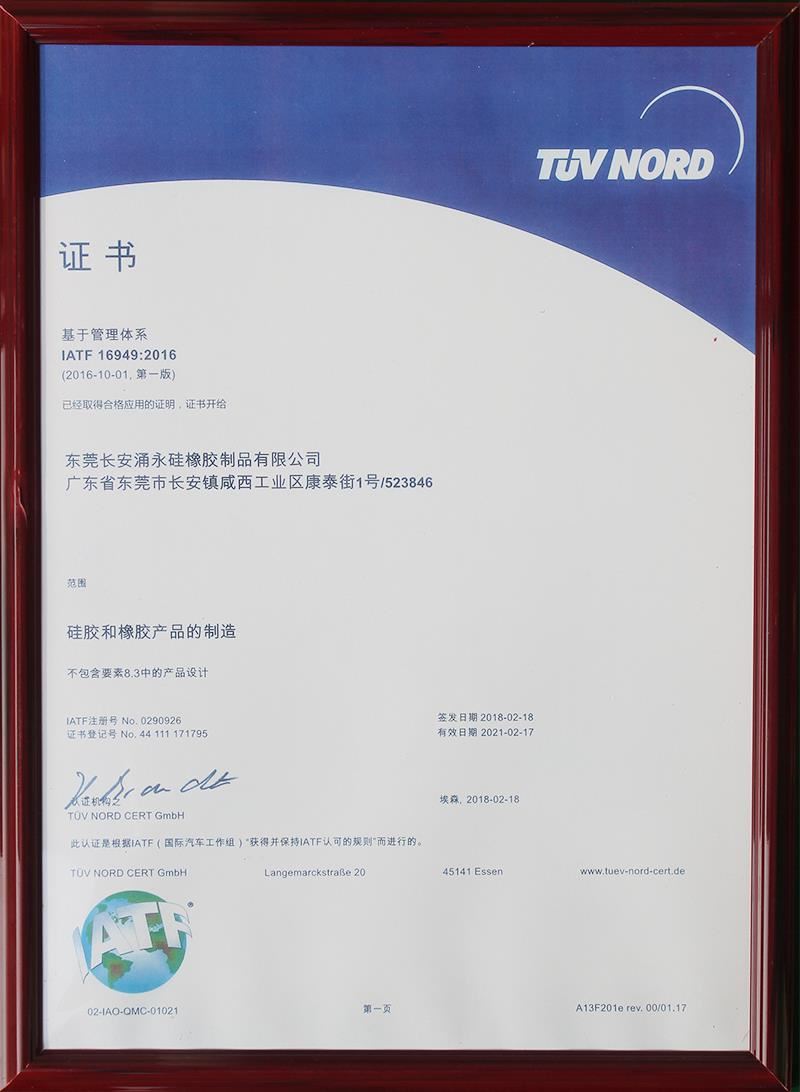 TÜV NORD
证书
基于管理体系
IATF 16949:2016
(2016-10-01, 第一版)
已经取得合格应用的证明，证书开给
东莞长安涌永硅橡胶制品有限公司
广东省东莞市长安镇咸西工业区康泰街1号/523846
范围
硅胶和橡胶产品的制造
不包含要素8.3中的产品设计
IATF注册号 No. 0290926
证书登记号 No. 44 111 171795
签发日期 2018-02-18
有效日期 2021-02-17
认证机构之
TÜV NORD CERT GmbH
埃森, 2018-02-18
此认证是根据IATF（国际汽车工作组）“获得并保持IATF认可的规则”而进行的。
TÜV NORD CERT GmbH Langemarckstraße 20 45141 Essen www.tuev-nord-cert.de
IATF®
02-IAO-QMC-01021 第一页 A13F201e rev. 00/01.17